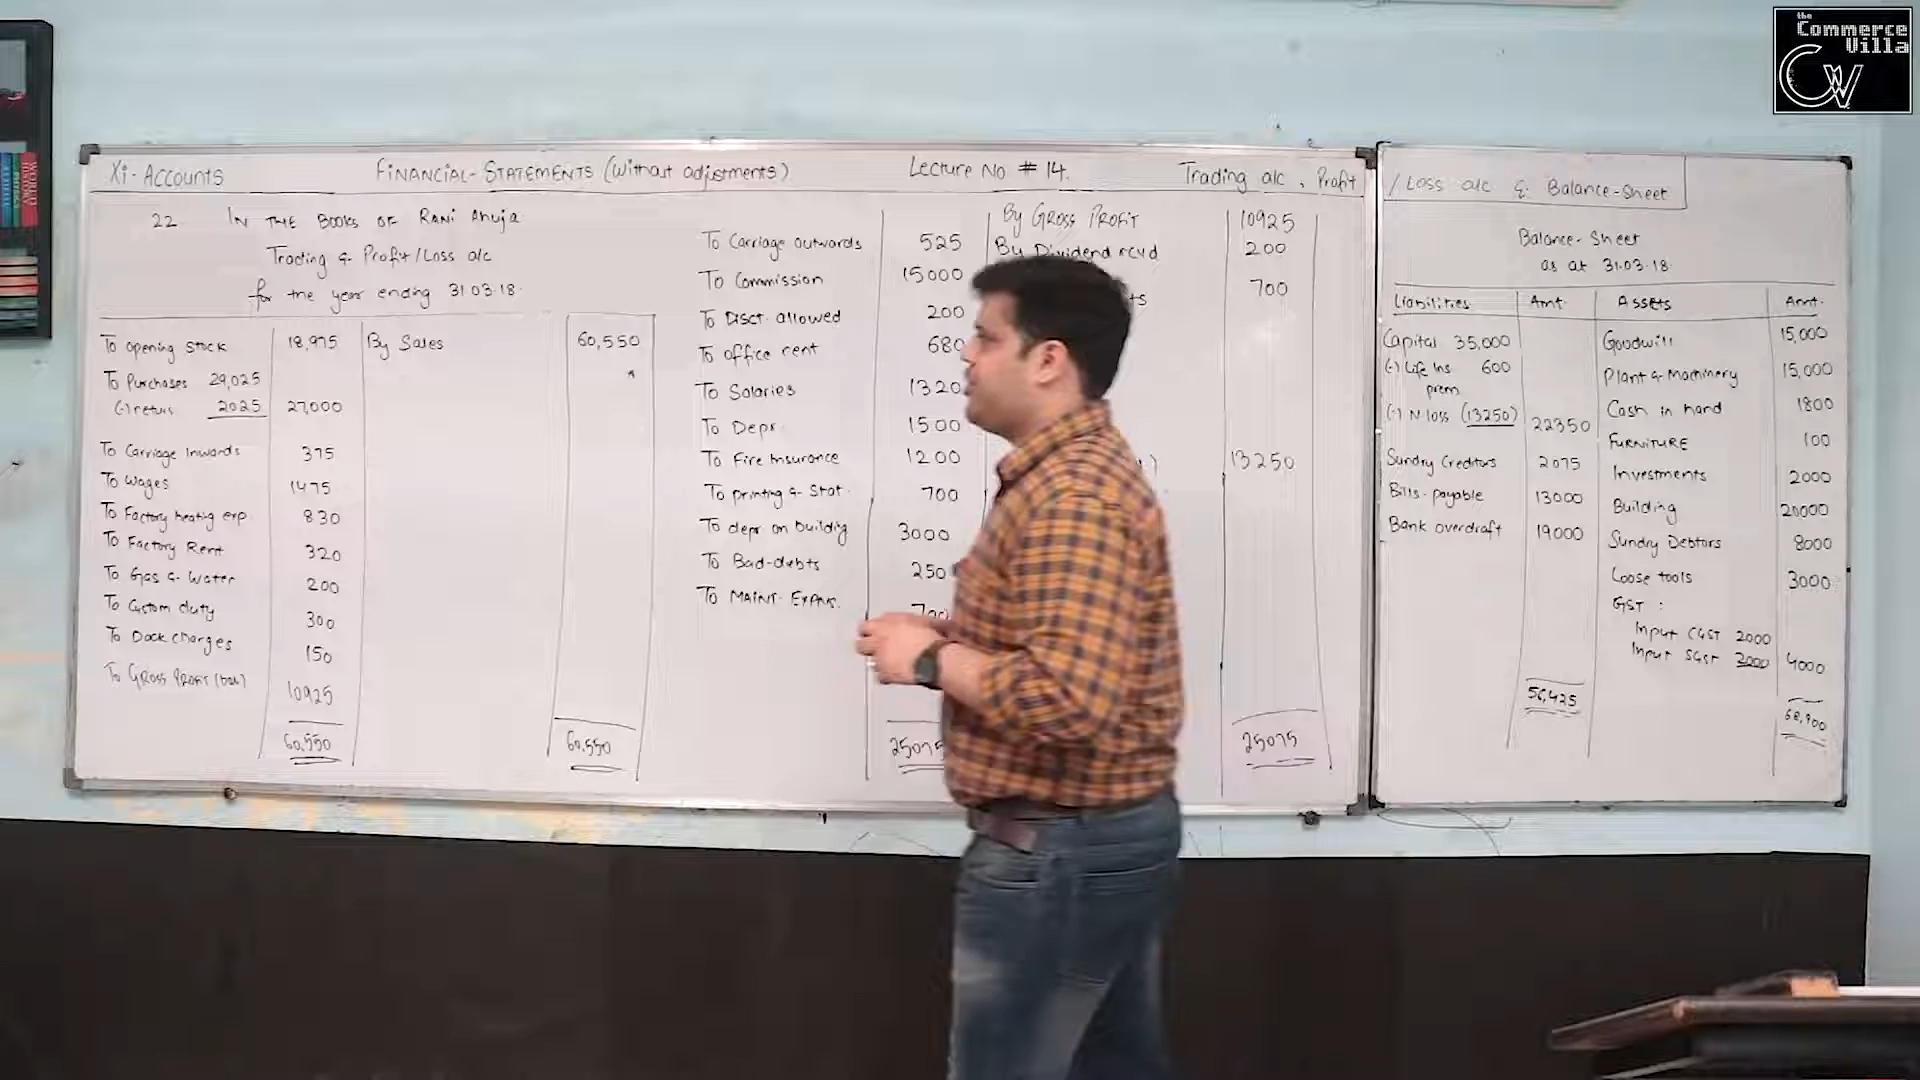 the
Commerce
Villa
CW
XI- ACCOUNTS FINANCIAL-STATEMENTS (without adjustments) Lecture No # 14. Trading a/c, Profit
/Loss a/c & Balance-Sheet
22. IN THE BOOKS OF RANI Ahuja
Trading & Profit/Loss a/c
for the year ending 31.03.18.
To opening stock 18,975 By Sales 60,550
To Purchases 29,025
(-) returs 2025 27,000
To Carriage Inwards 375
To Wages 1475
To Factory heating exp. 830
To Factory Rent 320
To Gas & Water 200
To Custom duty 300
To Dock charges 150
To GROSS PROFIT (bal) 10925
60,550 60,550
By GROSS PROFIT 10925
To Carriage outwards 525 By Dividend rcvd 200
To Commission 15000 700
To Disct. allowed 200
To office rent 680
To Salaries 1320
To Depr. 1500
To Fire Insurance 1200 13250
To printing & Stat. 700
To depr on building 3000
To Bad-debts 250
To MAINT. EXPNS. 700
25075 25075
Balance-Sheet
as at 31.03.18.
Liabilities Amt. Assets Amt.
Capital 35,000 Goodwill 15,000
(-) Life Ins. 600 Plant & Machinery 15,000
prem
(-) N.loss (13250) 22350 Cash in hand 1800
FURNITURE 100
Sundry Creditors 2075 Investments 2000
Bills-payable 13000 Building 20000
Bank overdraft 19000 Sundry Debtors 8000
Loose tools 3000
GST :
Input CGST 2000
Input SGST 2000 4000
56,425